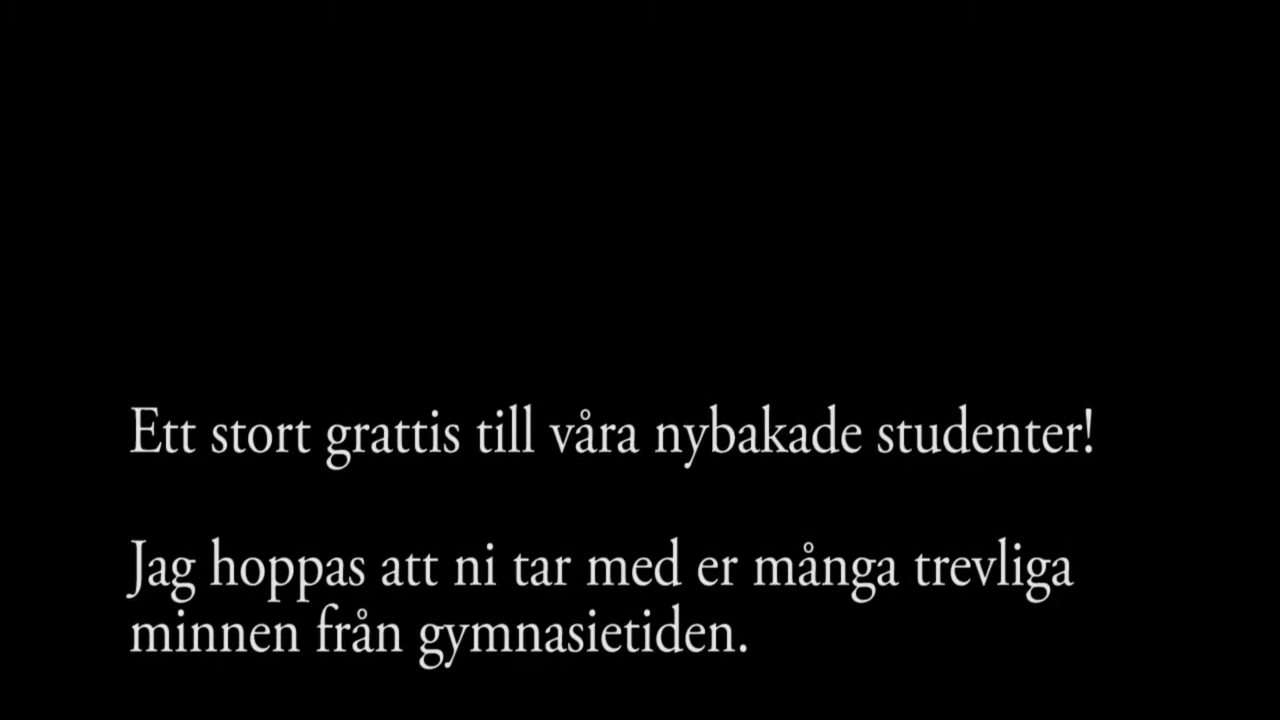 Ett stort grattis till våra nybakade studenter!
Jag hoppas att ni tar med er många trevliga
minnen från gymnasietiden.